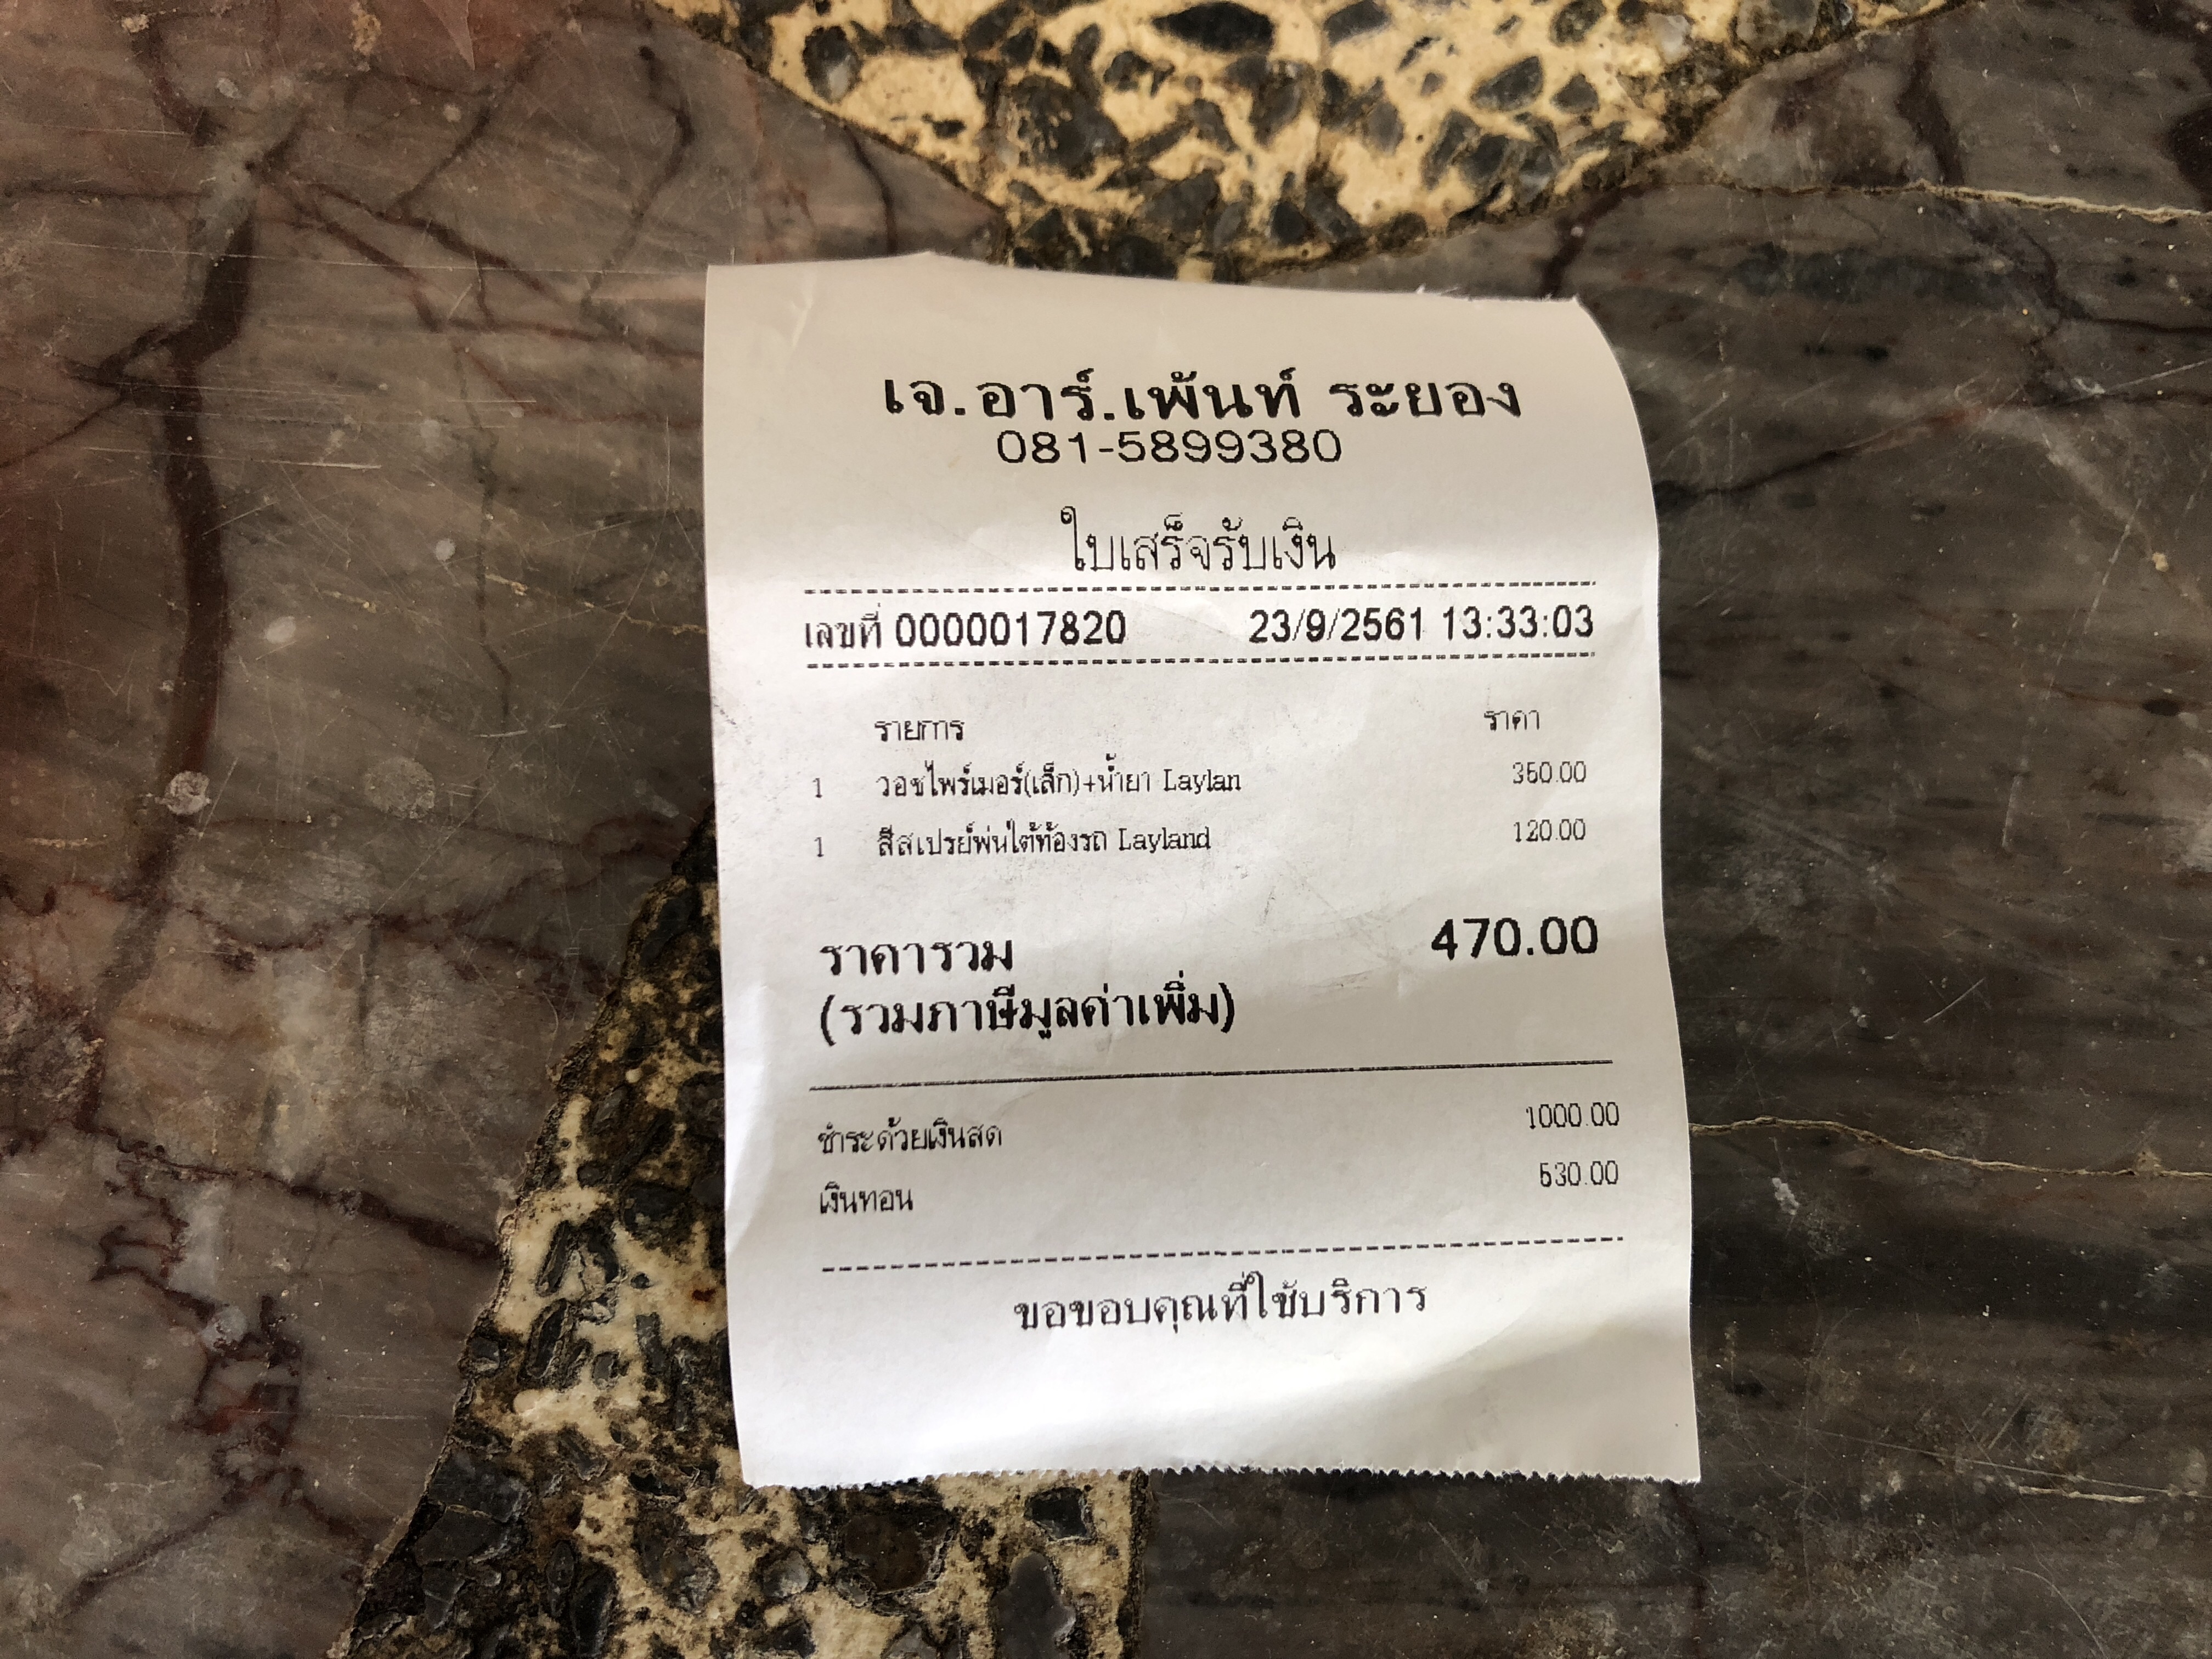 เจ.อาร์.เพ้นท์ ระยอง
081-5899380
ใบเสร็จรับเงิน
เลขที่ 0000017820 23/9/2561 13:33:03
รายการ ราคา
1 วอชไพร์เมอร์(เล็ก)+น้ำยา Laylan 350.00
1 สีสเปรย์พ่นใต้ท้องรถ Layland 120.00
ราคารวม 470.00
(รวมภาษีมูลค่าเพิ่ม)
ชำระด้วยเงินสด 1000.00
เงินทอน 530.00
ขอขอบคุณที่ใช้บริการ